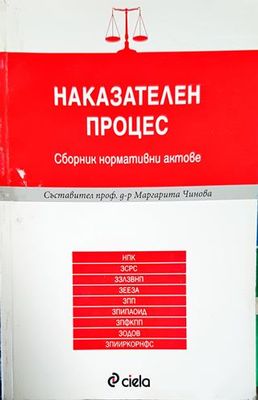 НАКАЗАТЕЛЕН
ПРОЦЕС
Сборник нормативни актове
Съставител проф. д-р Маргарита Чинова
НПК
ЗСРС
ЗЗЛЗВНП
ЗЕЕЗА
ЗПП
ЗПИПАОИД
ЗПФКПП
ЗОДОВ
ЗПИИРКОРНФС
ciela